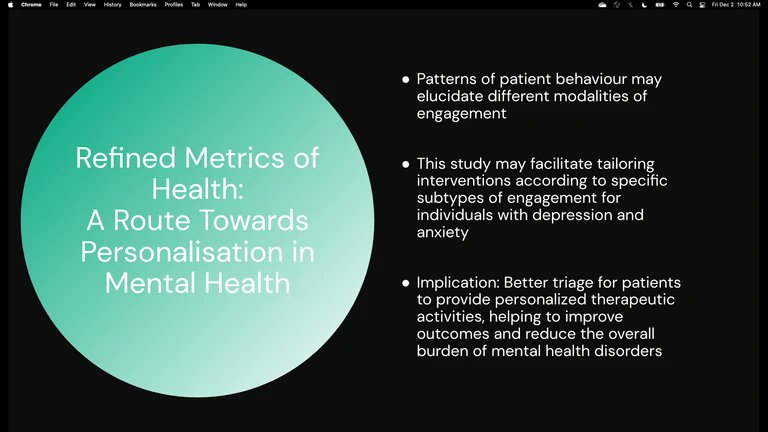 Chrome File Edit View History Bookmarks Profiles Tab Window Help Fri Dec 2 10:52 AM
Refined Metrics of
Health:
A Route Towards
Personalisation in
Mental Health
• Patterns of patient behaviour may
elucidate different modalities of
engagement
• This study may facilitate tailoring
interventions according to specific
subtypes of engagement for
individuals with depression and
anxiety
• Implication: Better triage for patients
to provide personalized therapeutic
activities, helping to improve
outcomes and reduce the overall
burden of mental health disorders